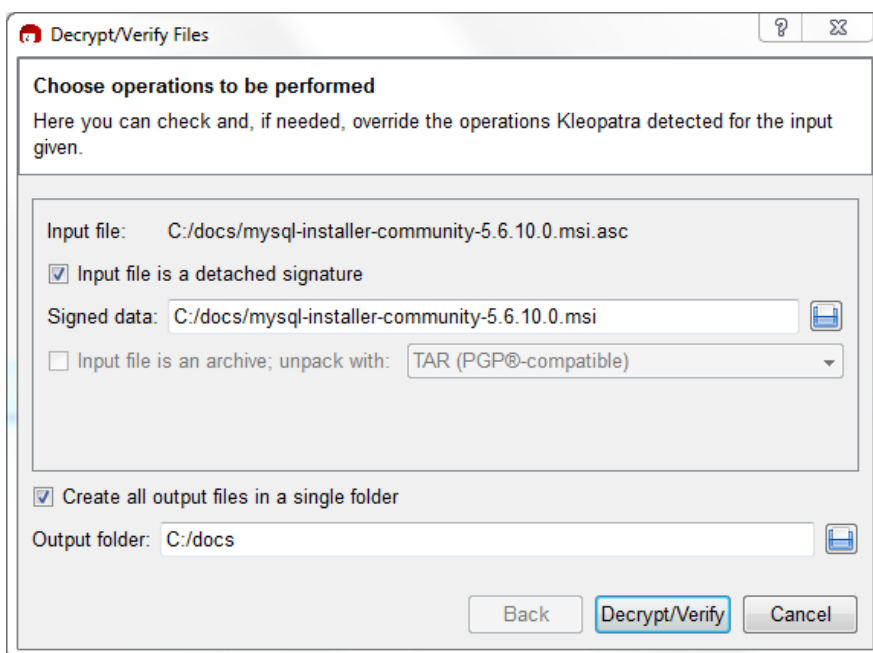 Decrypt/Verify Files
Choose operations to be performed
Here you can check and, if needed, override the operations Kleopatra detected for the input
given.
Input file: C:/docs/mysql-installer-community-5.6.10.0.msi.asc
Input file is a detached signature
Signed data: C:/docs/mysql-installer-community-5.6.10.0.msi
Input file is an archive; unpack with: TAR (PGP®-compatible)
Create all output files in a single folder
Output folder: C:/docs
Back Decrypt/Verify Cancel